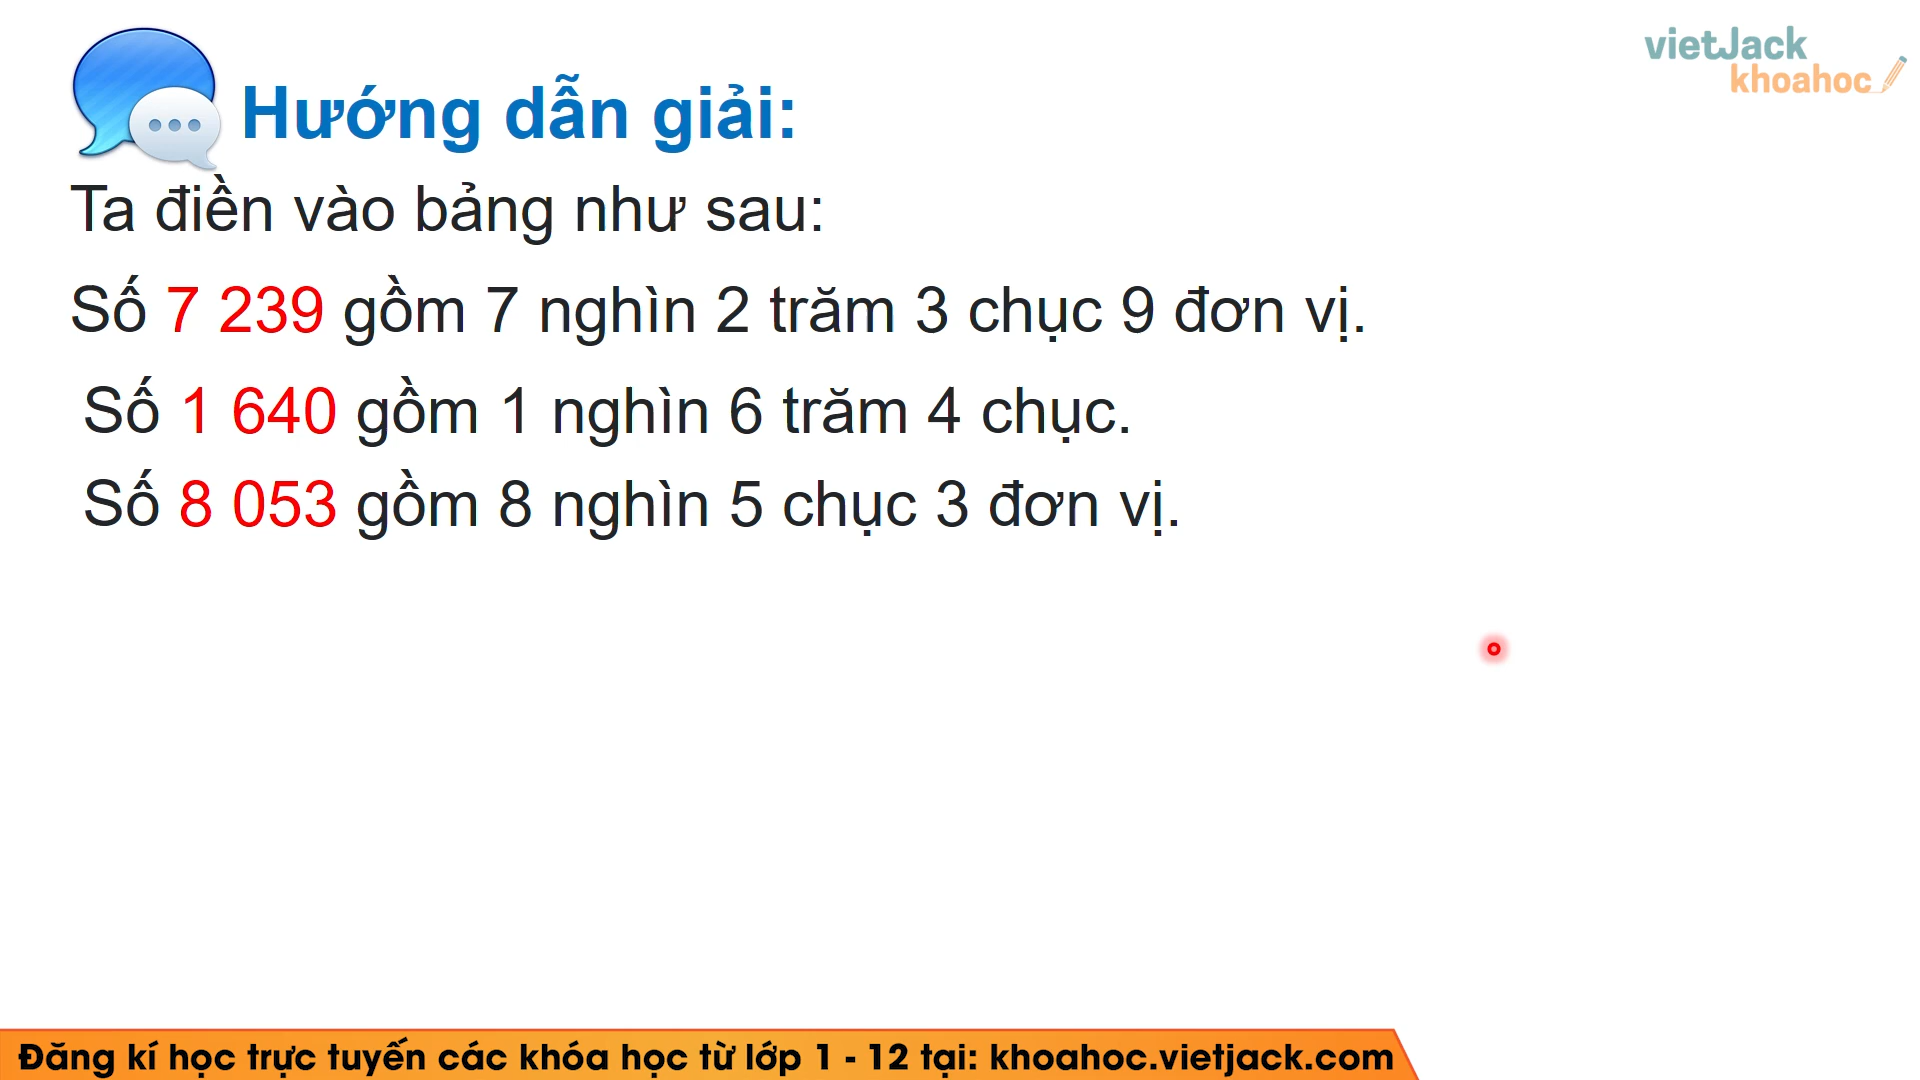 vietJack
khoahoc
Hướng dẫn giải:
Ta điền vào bảng như sau:
Số 7 239 gồm 7 nghìn 2 trăm 3 chục 9 đơn vị.
Số 1 640 gồm 1 nghìn 6 trăm 4 chục.
Số 8 053 gồm 8 nghìn 5 chục 3 đơn vị.
Đăng kí học trực tuyến các khóa học từ lớp 1 - 12 tại: khoahoc.vietjack.com